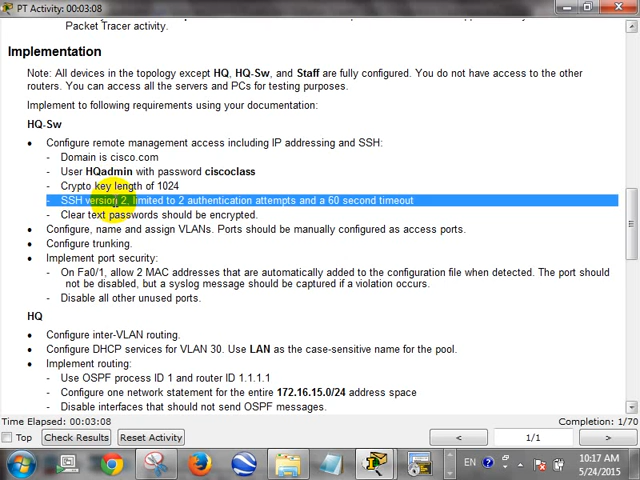 PT Activity: 00:03:08
Packet Tracer activity.
Implementation
Note: All devices in the topology except HQ, HQ-Sw, and Staff are fully configured. You do not have access to the other
routers. You can access all the servers and PCs for testing purposes.
Implement to following requirements using your documentation:
HQ-Sw
• Configure remote management access including IP addressing and SSH:
- Domain is cisco.com
- User HQadmin with password ciscoclass
- Crypto key length of 1024
- SSH version 2, limited to 2 authentication attempts and a 60 second timeout
- Clear text passwords should be encrypted.
• Configure, name and assign VLANs. Ports should be manually configured as access ports.
• Configure trunking.
• Implement port security:
- On Fa0/1, allow 2 MAC addresses that are automatically added to the configuration file when detected. The port should
not be disabled, but a syslog message should be captured if a violation occurs.
- Disable all other unused ports.
HQ
• Configure inter-VLAN routing.
• Configure DHCP services for VLAN 30. Use LAN as the case-sensitive name for the pool.
• Implement routing:
- Use OSPF process ID 1 and router ID 1.1.1.1
- Configure one network statement for the entire 172.16.15.0/24 address space
- Disable interfaces that should not send OSPF messages.
Time Elapsed: 00:03:08
Completion: 1/70
Top
Check Results
Reset Activity
<
1/1
>
EN
10:17 AM
5/24/2015